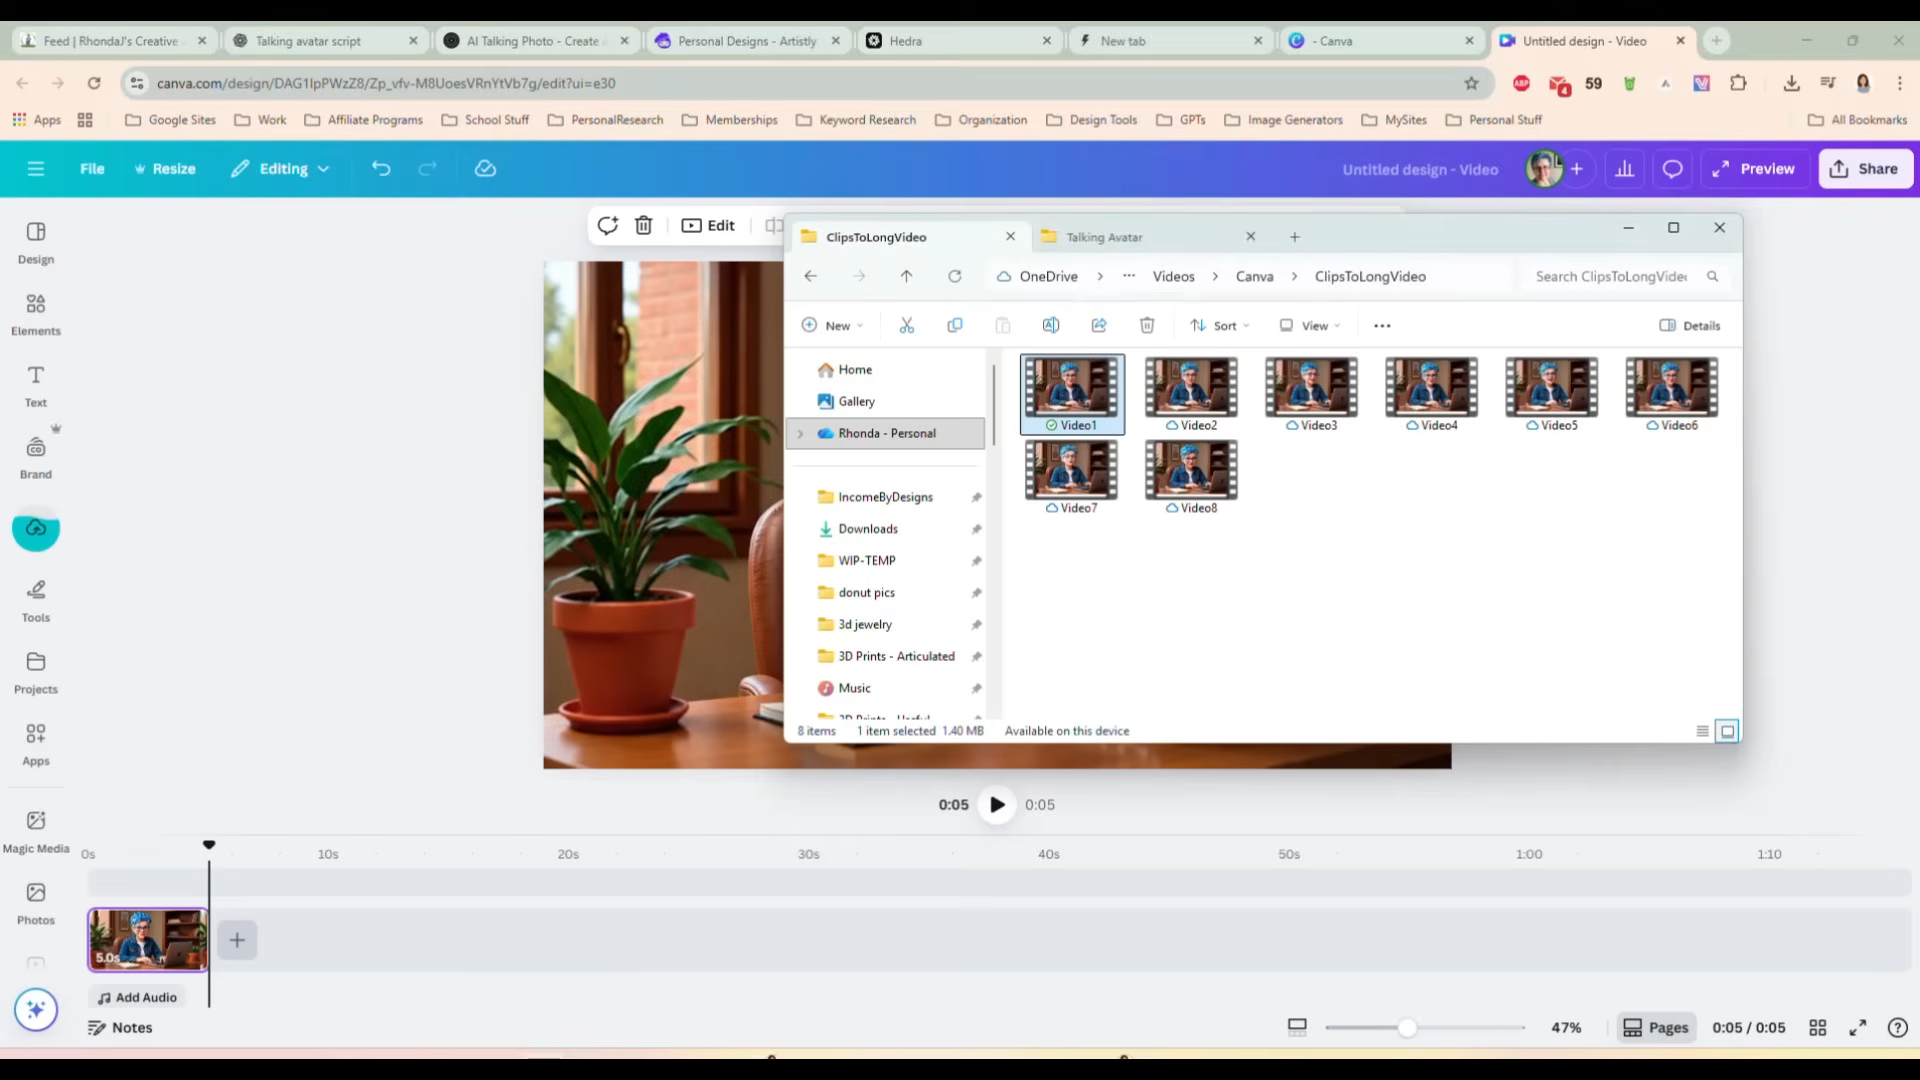 Feed | RhondaJ's Creative
Talking avatar script
AI Talking Photo - Create
Personal Designs - Artistly
Hedra
New tab
- Canva
Untitled design - Video
canva.com/design/DAG1IpPWzZ8/Zp_vfv-M8UoesVRnYtVb7g/edit?ui=e30
ABP
4
59
Apps
Google Sites
Work
Affiliate Programs
School Stuff
PersonalResearch
Memberships
Keyword Research
Organization
Design Tools
GPTs
Image Generators
MySites
Personal Stuff
All Bookmarks
File
Resize
Editing
Untitled design - Video
Preview
Share
Design
Elements
Text
Brand
Tools
Projects
Apps
Magic Media
Photos
Edit
ClipsToLongVideo
Talking Avatar
OneDrive
Videos
Canva
ClipsToLongVideo
Search ClipsToLongVideo
New
Sort
View
Details
Home
Gallery
Rhonda - Personal
IncomeByDesigns
Downloads
WIP-TEMP
donut pics
3d jewelry
3D Prints - Articulated
Music
Video1
Video2
Video3
Video4
Video5
Video6
Video7
Video8
8 items
1 item selected 1.40 MB
Available on this device
0:05
0:05
0s
10s
20s
30s
40s
50s
1:00
1:10
5.0s
Add Audio
Notes
47%
Pages
0:05 / 0:05